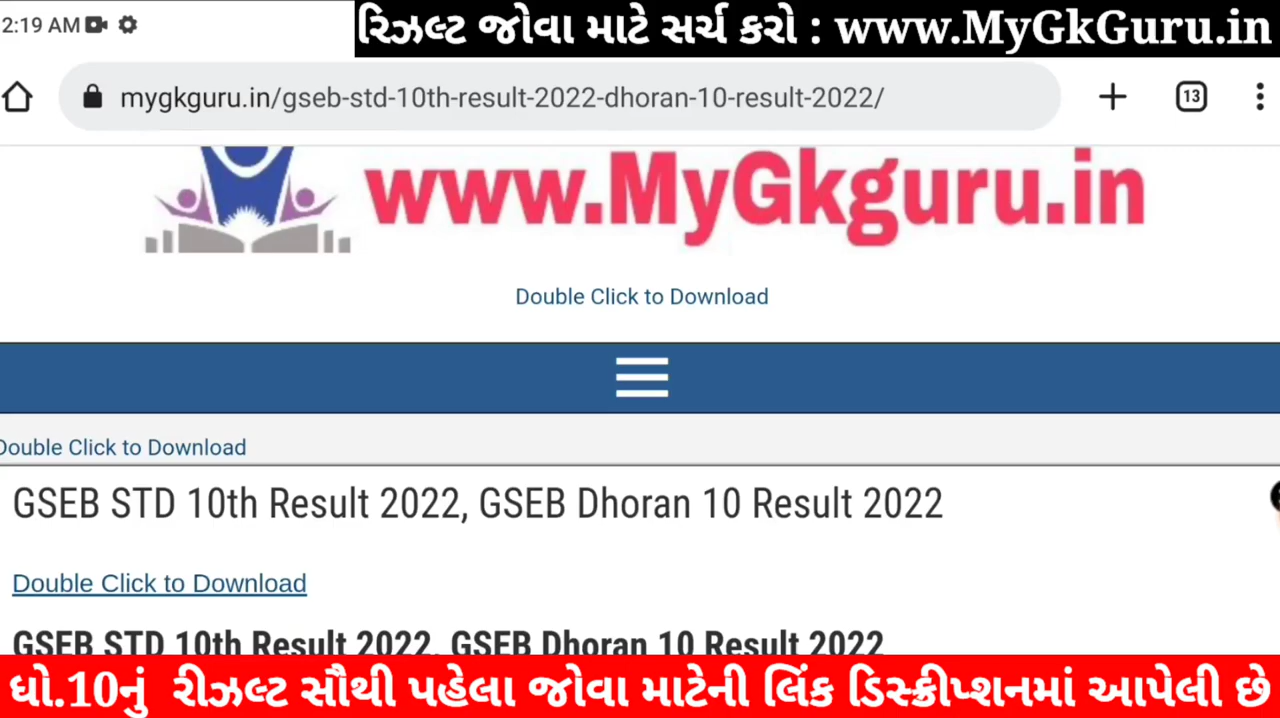 2:19 AM
રિઝલ્ટ જોવા માટે સર્ચ કરો : www.MyGkGuru.in
mygkguru.in/gseb-std-10th-result-2022-dhoran-10-result-2022/
13
www.MyGkguru.in
Double Click to Download
Double Click to Download
GSEB STD 10th Result 2022, GSEB Dhoran 10 Result 2022
Double Click to Download
GSEB STD 10th Result 2022, GSEB Dhoran 10 Result 2022
ધો.10નું રીઝલ્ટ સૌથી પહેલા જોવા માટેની લિંક ડિસ્ક્રીપ્શનમાં આપેલી છે